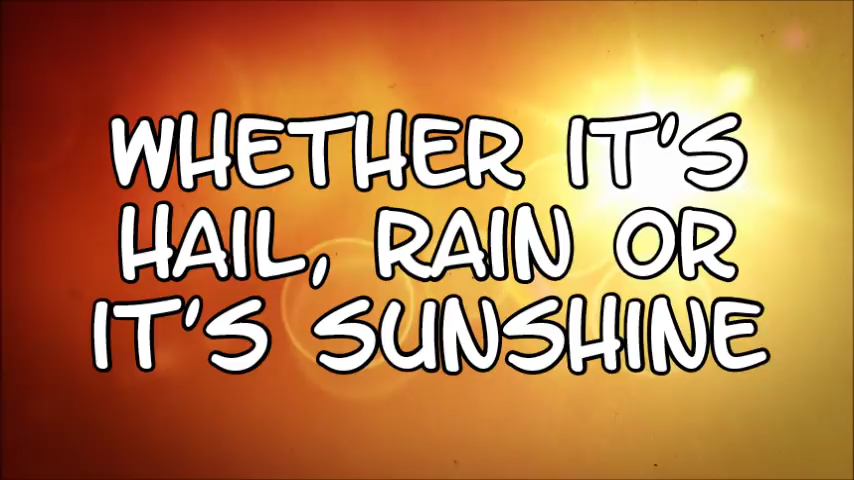 WHETHER IT'S
HAIL, RAIN OR
IT'S SUNSHINE